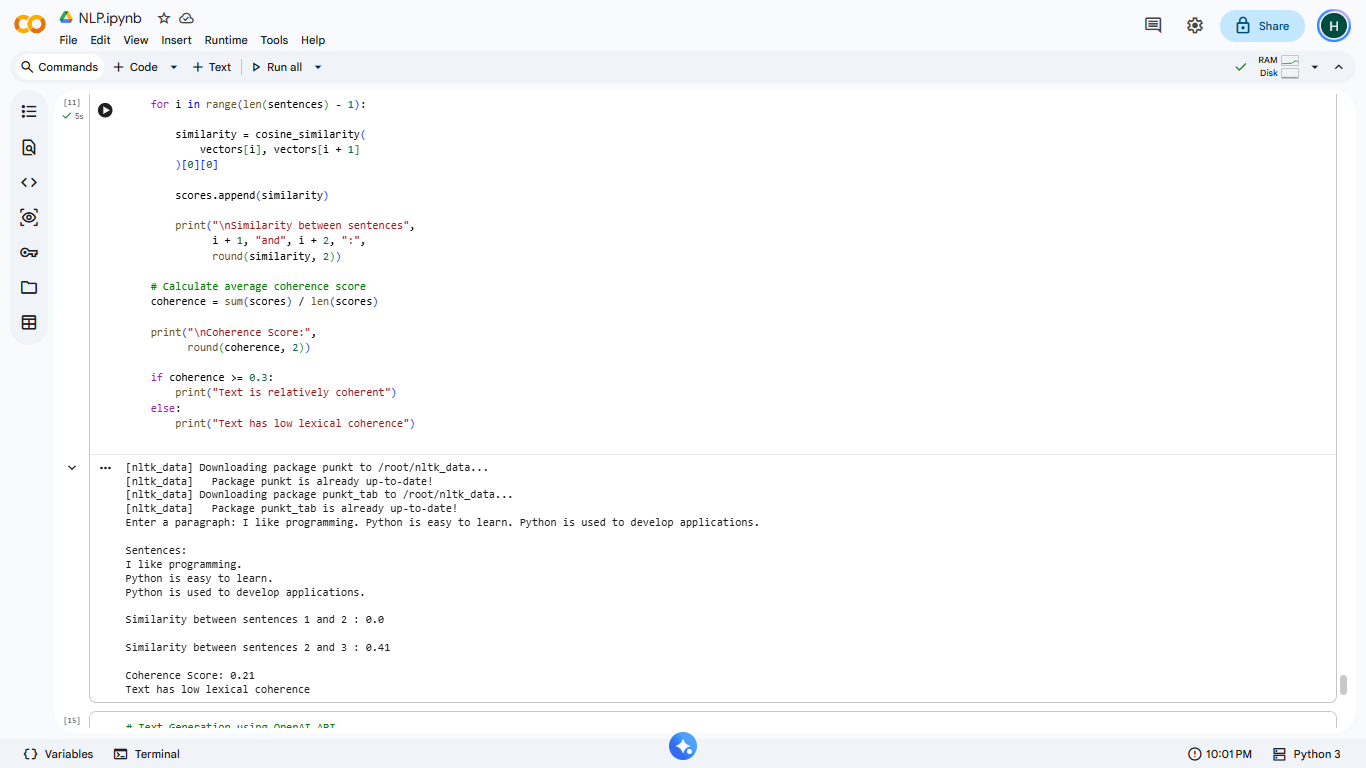 NLP.ipynb
File Edit View Insert Runtime Tools Help
Share
H
Commands + Code + Text Run all
RAM
Disk
[11]
5s
for i in range(len(sentences) - 1):
similarity = cosine_similarity(
vectors[i], vectors[i + 1]
)[0][0]
scores.append(similarity)
print("\nSimilarity between sentences",
i + 1, "and", i + 2, ":",
round(similarity, 2))
# Calculate average coherence score
coherence = sum(scores) / len(scores)
print("\nCoherence Score:",
round(coherence, 2))
if coherence >= 0.3:
print("Text is relatively coherent")
else:
print("Text has low lexical coherence")
[nltk_data] Downloading package punkt to /root/nltk_data...
[nltk_data]   Package punkt is already up-to-date!
[nltk_data] Downloading package punkt_tab to /root/nltk_data...
[nltk_data]   Package punkt_tab is already up-to-date!
Enter a paragraph: I like programming. Python is easy to learn. Python is used to develop applications.
Sentences:
I like programming.
Python is easy to learn.
Python is used to develop applications.
Similarity between sentences 1 and 2 : 0.0
Similarity between sentences 2 and 3 : 0.41
Coherence Score: 0.21
Text has low lexical coherence
[15]
# Text Generation using OpenAI API
Variables Terminal
10:01 PM Python 3